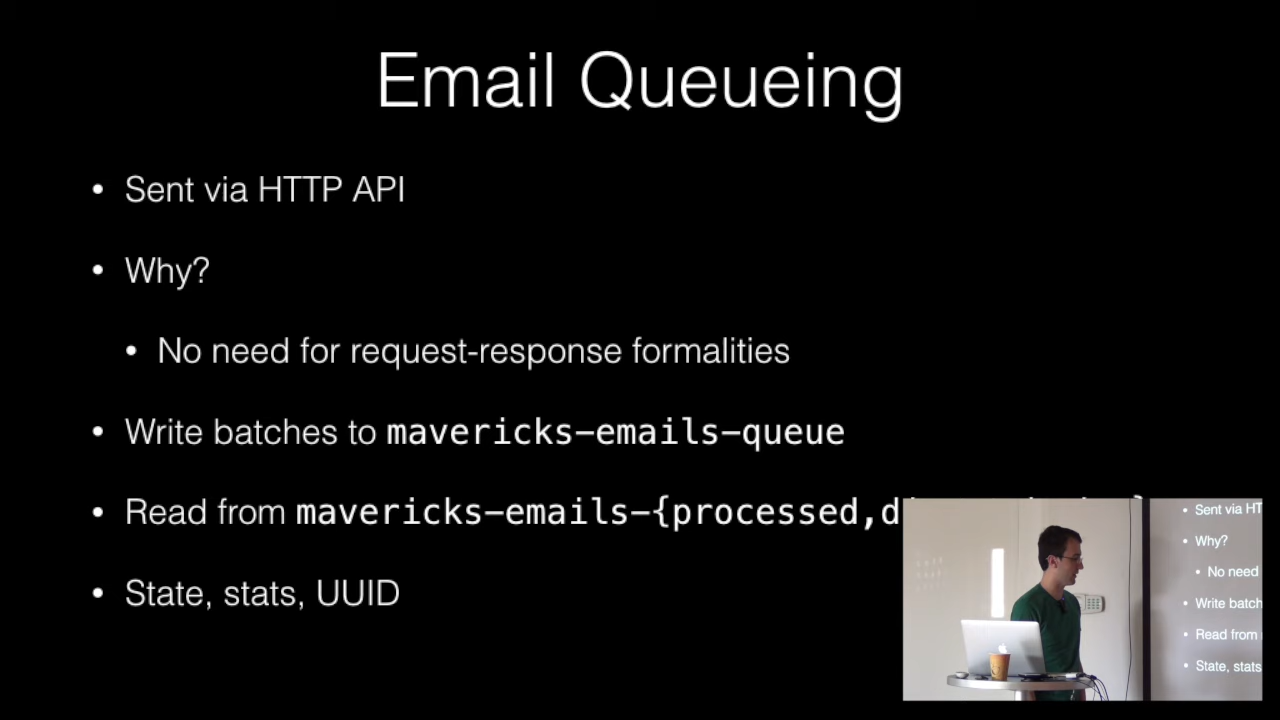 Email Queueing
• Sent via HTTP API
• Why?
• No need for request-response formalities
• Write batches to mavericks-emails-queue
• Read from mavericks-emails-{processed,d
• State, stats, UUID
• Sent via HT
• Why?
• No need
• Write batch
• Read from
• State, stats